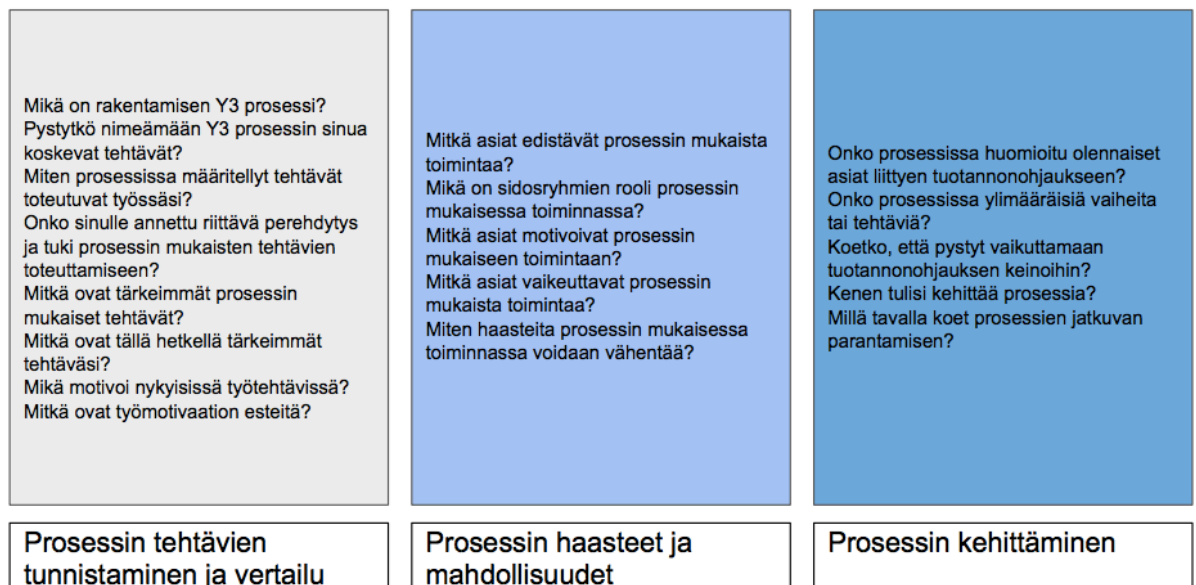 Mikä on rakentamisen Y3 prosessi?
Pystytkö nimeämään Y3 prosessin sinua
koskevat tehtävät?
Miten prosessissa määritellyt tehtävät
toteutuvat työssäsi?
Onko sinulle annettu riittävä perehdytys
ja tuki prosessin mukaisten tehtävien
toteuttamiseen?
Mitkä ovat tärkeimmät prosessin
mukaiset tehtävät?
Mitkä ovat tällä hetkellä tärkeimmät
tehtäväsi?
Mikä motivoi nykyisissä työtehtävissä?
Mitkä ovat työmotivaation esteitä?
Prosessin tehtävien
tunnistaminen ja vertailu
Mitkä asiat edistävät prosessin mukaista
toimintaa?
Mikä on sidosryhmien rooli prosessin
mukaisessa toiminnassa?
Mitkä asiat motivoivat prosessin
mukaiseen toimintaan?
Mitkä asiat vaikeuttavat prosessin
mukaista toimintaa?
Miten haasteita prosessin mukaisessa
toiminnassa voidaan vähentää?
Prosessin haasteet ja
mahdollisuudet
Onko prosessissa huomioitu olennaiset
asiat liittyen tuotannonohjaukseen?
Onko prosessissa ylimääräisiä vaiheita
tai tehtäviä?
Koetko, että pystyt vaikuttamaan
tuotannonohjauksen keinoihin?
Kenen tulisi kehittää prosessia?
Millä tavalla koet prosessien jatkuvan
parantamisen?
Prosessin kehittäminen